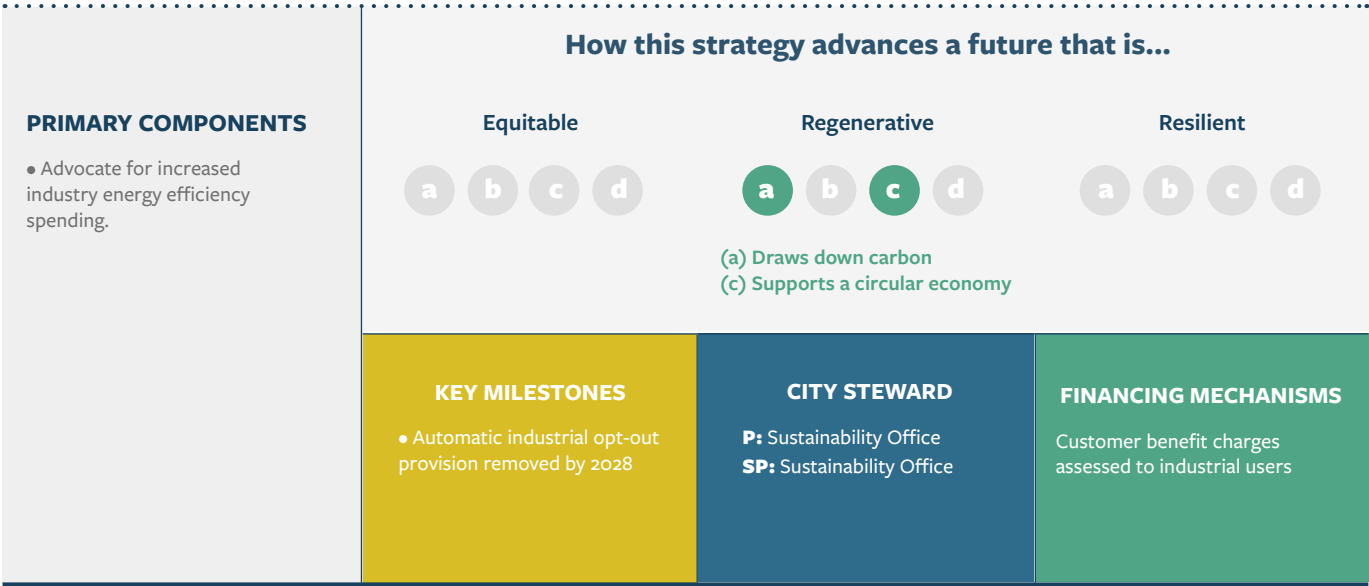 How this strategy advances a future that is...
PRIMARY COMPONENTS
• Advocate for increased
industry energy efficiency
spending.
Equitable
a b c d
Regenerative
a b c d
(a) Draws down carbon
(c) Supports a circular economy
Resilient
a b c d
KEY MILESTONES
• Automatic industrial opt-out
provision removed by 2028
CITY STEWARD
P: Sustainability Office
SP: Sustainability Office
FINANCING MECHANISMS
Customer benefit charges
assessed to industrial users